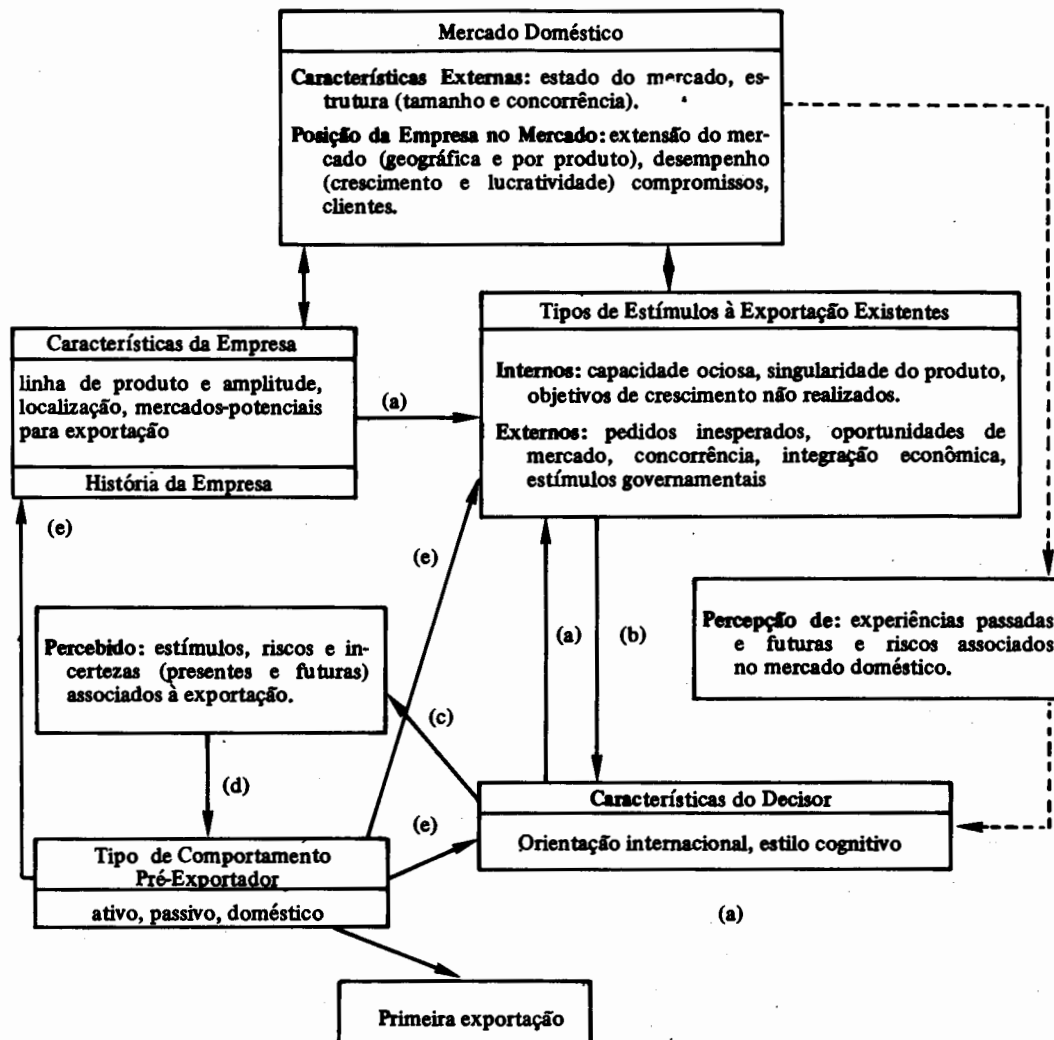 Mercado Doméstico
Características Externas: estado do mercado, es-
trutura (tamanho e concorrência).
Posição da Empresa no Mercado: extensão do mer-
cado (geográfica e por produto), desempenho
(crescimento e lucratividade) compromissos,
clientes.
Tipos de Estímulos à Exportação Existentes
Internos: capacidade ociosa, singularidade do produto,
objetivos de crescimento não realizados.
Externos: pedidos inesperados, oportunidades de
mercado, concorrência, integração econômica,
estímulos governamentais
Características da Empresa
linha de produto e amplitude,
localização, mercados-potenciais
para exportação
História da Empresa
(a)
(e)
(e)
(a)
(b)
Percebido: estímulos, riscos e in-
certezas (presentes e futuras)
associados à exportação.
Percepção de: experiências passadas
e futuras e riscos associados
no mercado doméstico.
(c)
(d)
(e)
Características do Decisor
Orientação internacional, estilo cognitivo
Tipo de Comportamento
Pré-Exportador
ativo, passivo, doméstico
(a)
Primeira exportação